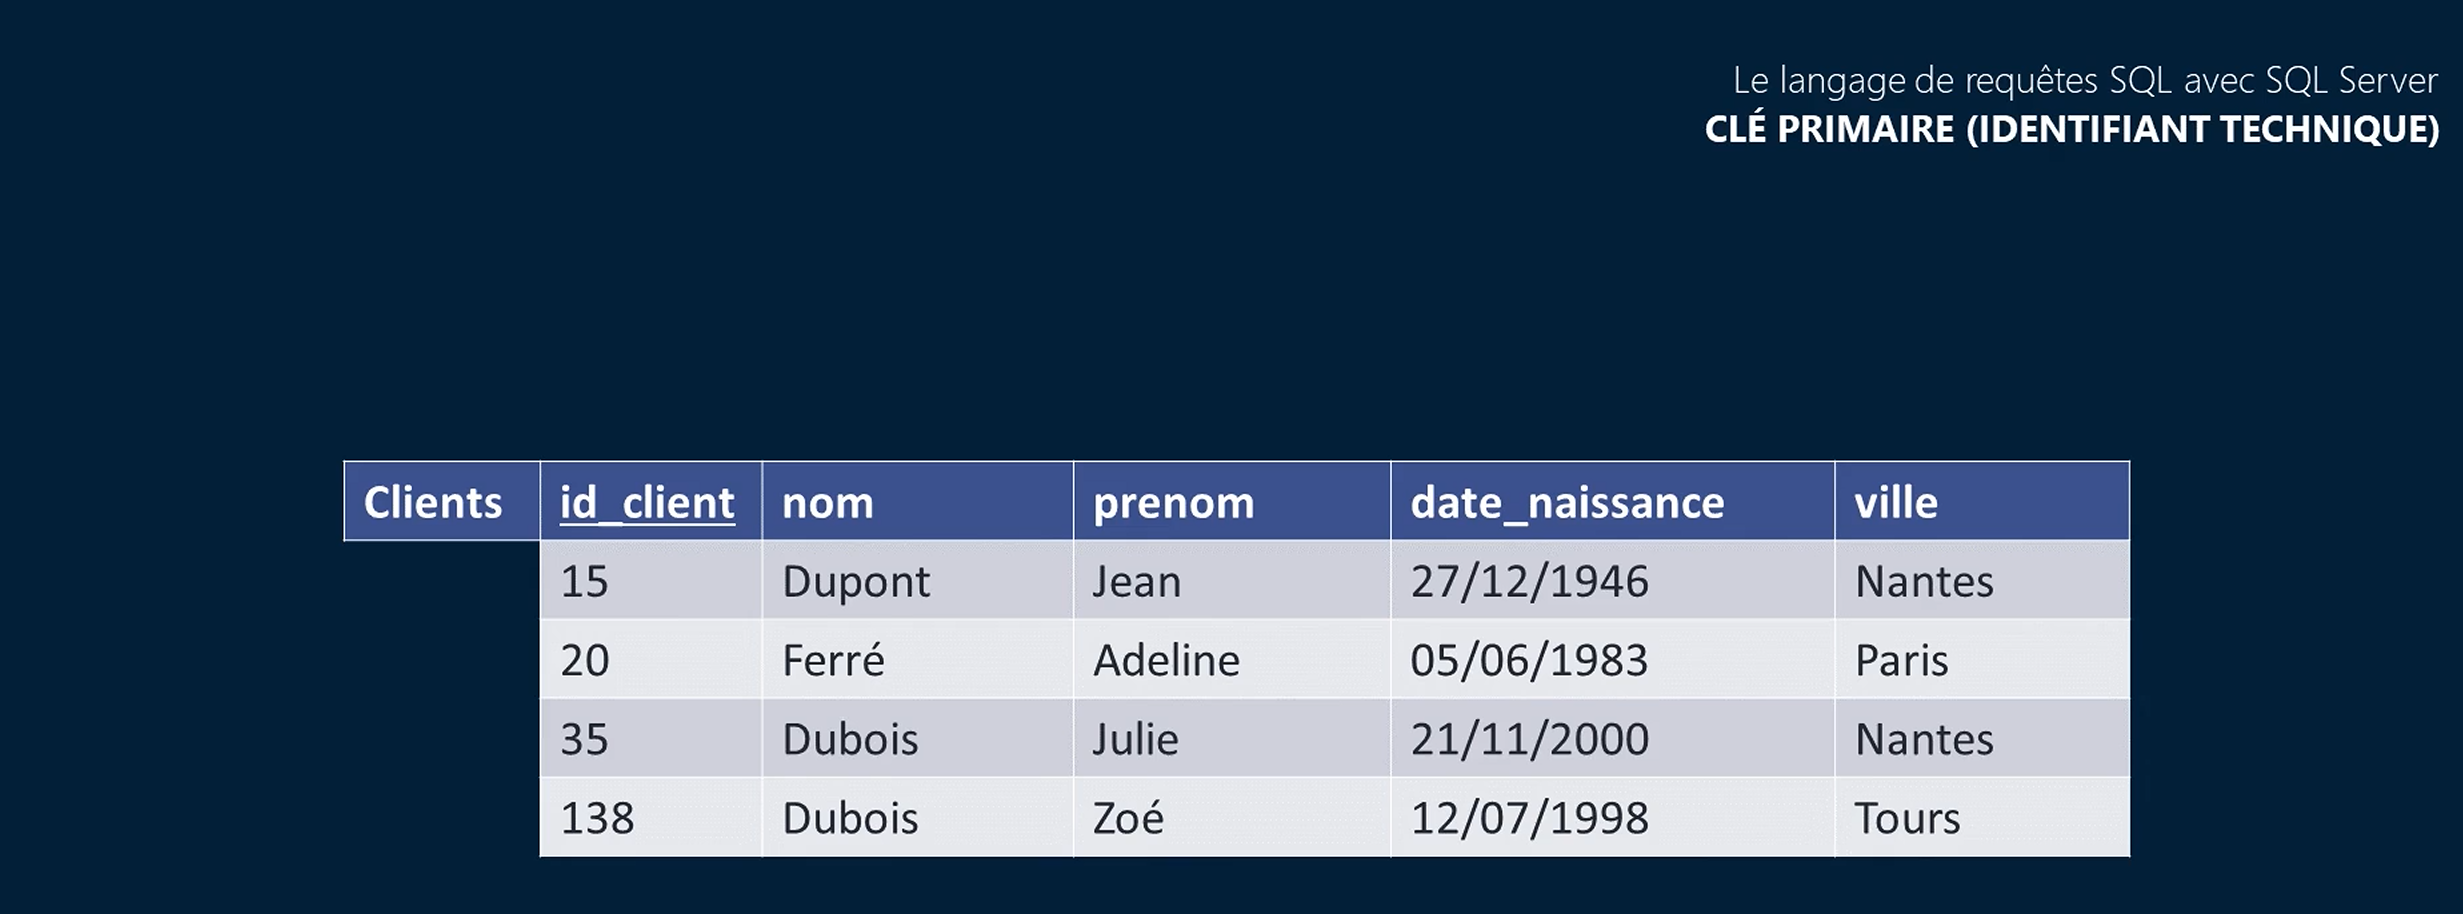 Le langage de requêtes SQL avec SQL Server
CLÉ PRIMAIRE (IDENTIFIANT TECHNIQUE)
Clients id_client nom prenom date_naissance ville
15 Dupont Jean 27/12/1946 Nantes
20 Ferré Adeline 05/06/1983 Paris
35 Dubois Julie 21/11/2000 Nantes
138 Dubois Zoé 12/07/1998 Tours